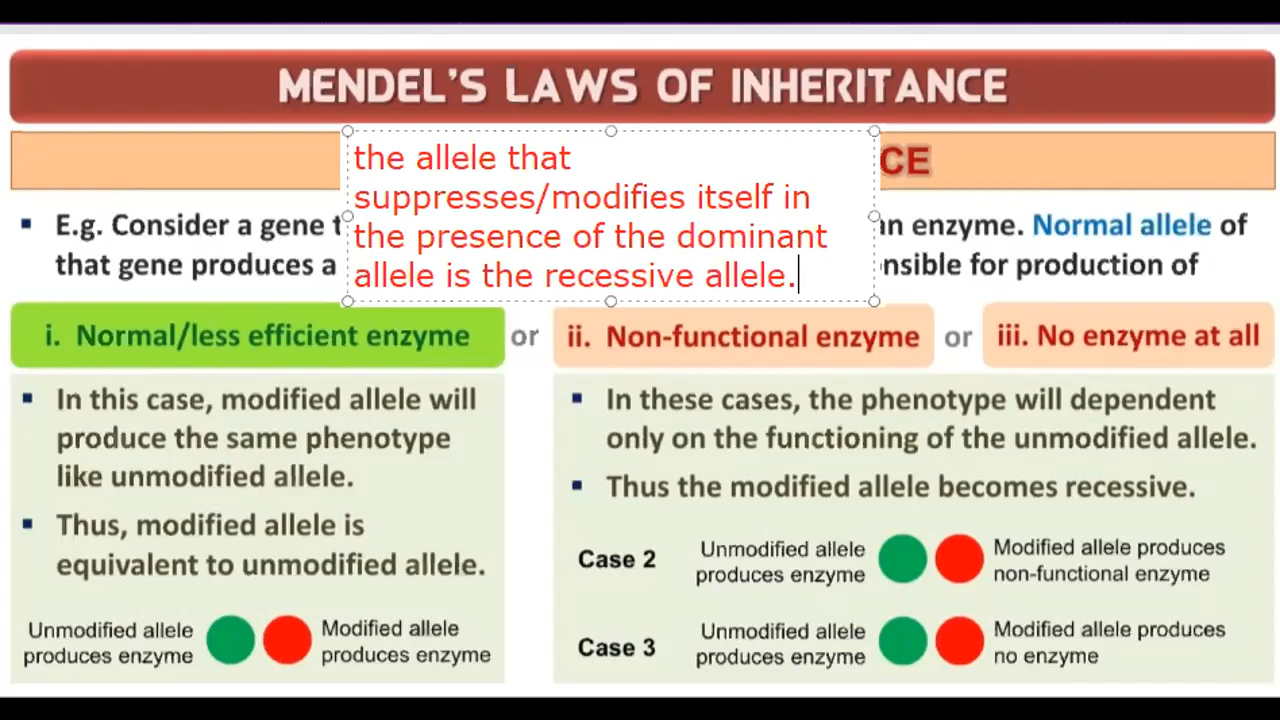 MENDEL'S LAWS OF INHERITANCE
CE
the allele that
suppresses/modifies itself in
the presence of the dominant
allele is the recessive allele.
E.g. Consider a gene t
n enzyme. Normal allele of
that gene produces a
nsible for production of
i. Normal/less efficient enzyme
or
ii. Non-functional enzyme
or
iii. No enzyme at all
▪ In this case, modified allele will
produce the same phenotype
like unmodified allele.
▪ Thus, modified allele is
equivalent to unmodified allele.
Unmodified allele
produces enzyme
Modified allele
produces enzyme
▪ In these cases, the phenotype will dependent
only on the functioning of the unmodified allele.
▪ Thus the modified allele becomes recessive.
Case 2
Unmodified allele
produces enzyme
Modified allele produces
non-functional enzyme
Case 3
Unmodified allele
produces enzyme
Modified allele produces
no enzyme